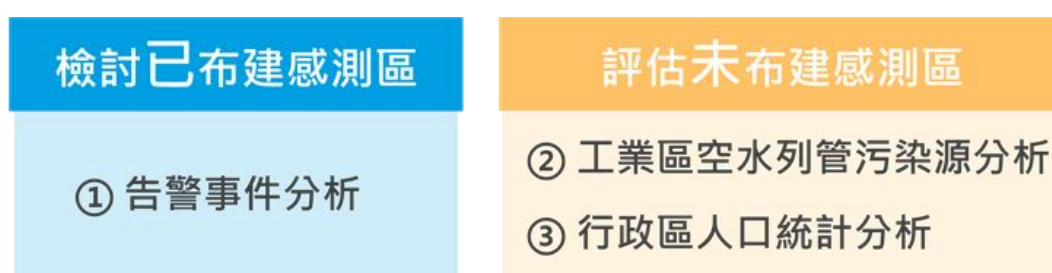 檢討已布建感測區
① 告警事件分析
評估未布建感測區
② 工業區空水列管污染源分析
③ 行政區人口統計分析